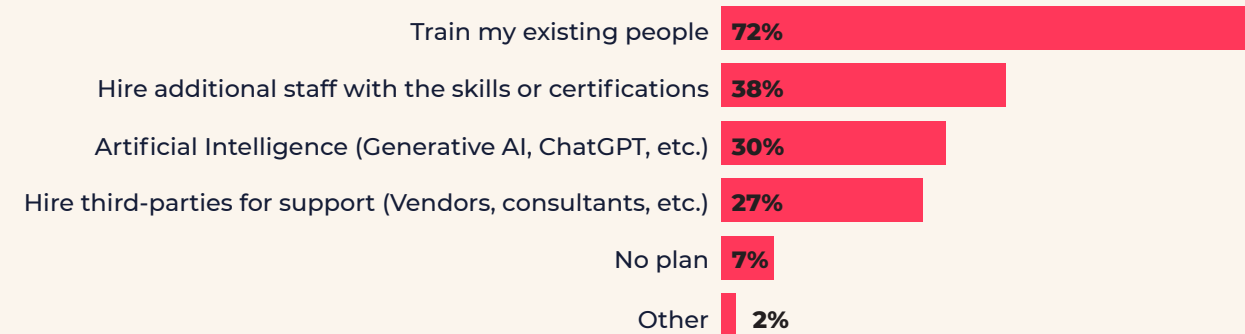 Train my existing people 72%
Hire additional staff with the skills or certifications 38%
Artificial Intelligence (Generative AI, ChatGPT, etc.) 30%
Hire third-parties for support (Vendors, consultants, etc.) 27%
No plan 7%
Other 2%